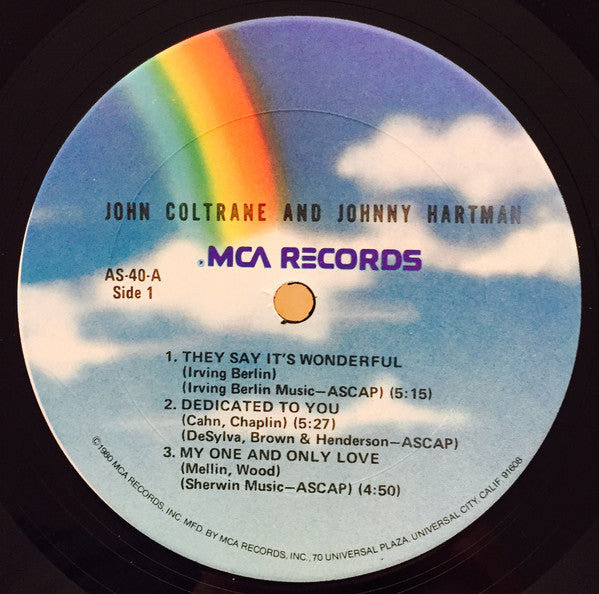 JOHN COLTRANE AND JOHNNY HARTMAN
MCA RECORDS
AS-40-A
Side 1
1. THEY SAY IT'S WONDERFUL
(Irving Berlin)
(Irving Berlin Music—ASCAP) (5:15)
2. DEDICATED TO YOU
(Cahn, Chaplin) (5:27)
(DeSylva, Brown & Henderson—ASCAP)
3. MY ONE AND ONLY LOVE
(Mellin, Wood)
(Sherwin Music—ASCAP) (4:50)
©1980 MCA RECORDS, INC. MFD. BY MCA RECORDS, INC., 70 UNIVERSAL PLAZA, UNIVERSAL CITY, CALIF. 91608